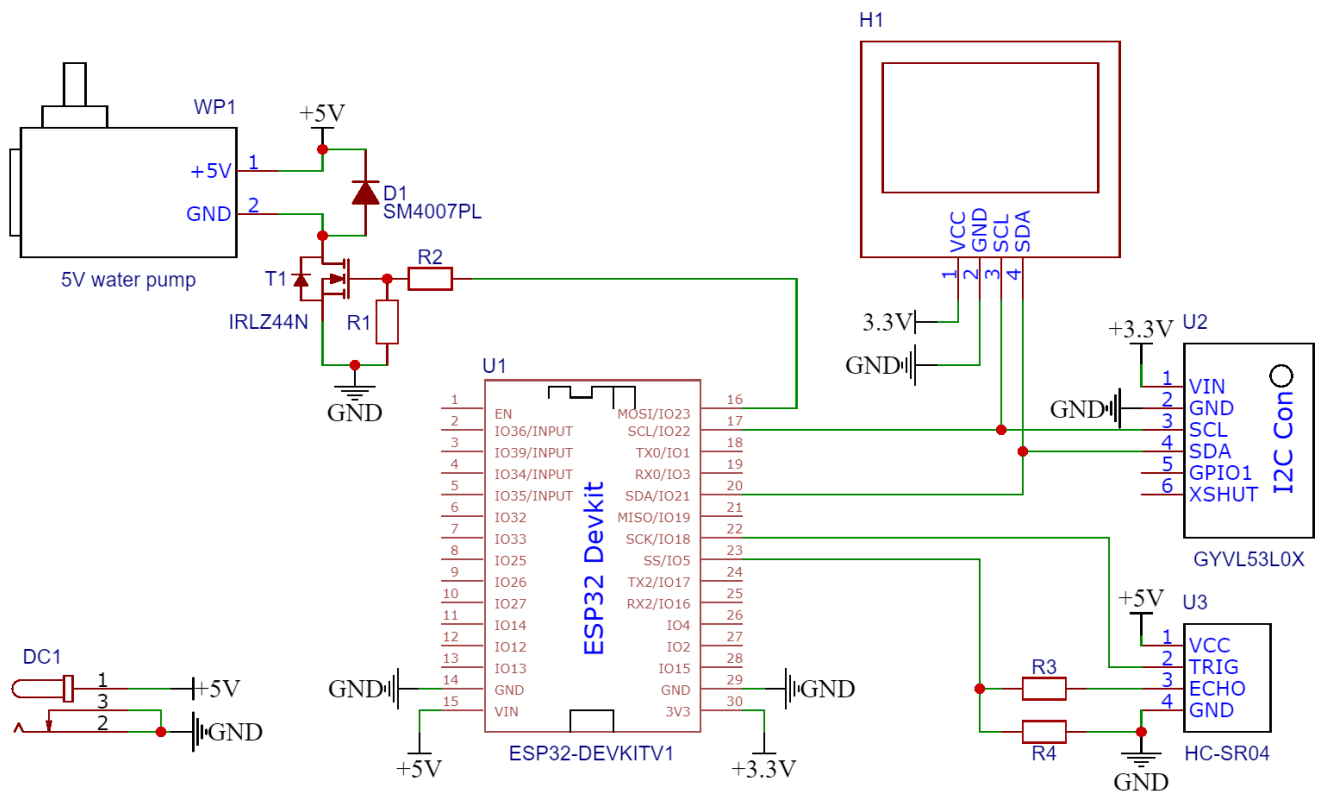 H1
WP1
+5V
+5V 1
GND 2
5V water pump
D1
SM4007PL
T1
IRLZ44N
R2
R1
GND
VCC
GND
SCL
SDA
1
2
3
4
3.3V
GND
U2
+3.3V
GND
1 VIN
2 GND
3 SCL
4 SDA
5 GPIO1
6 XSHUT
I2C Con
GYVL53L0X
U1
1 EN
2 IO36/INPUT
3 IO39/INPUT
4 IO34/INPUT
5 IO35/INPUT
6 IO32
7 IO33
8 IO25
9 IO26
10 IO27
11 IO14
12 IO12
13 IO13
14 GND
15 VIN
ESP32 Devkit
MOSI/IO23 16
SCL/IO22 17
TX0/IO1 18
RX0/IO3 19
SDA/IO21 20
MISO/IO19 21
SCK/IO18 22
SS/IO5 23
TX2/IO17 24
RX2/IO16 25
IO4 26
IO2 27
IO15 28
GND 29
3V3 30
ESP32-DEVKITV1
GND
+5V
GND
+3.3V
U3
+5V
1 VCC
2 TRIG
3 ECHO
4 GND
HC-SR04
R3
R4
GND
DC1
1
3
2
+5V
GND